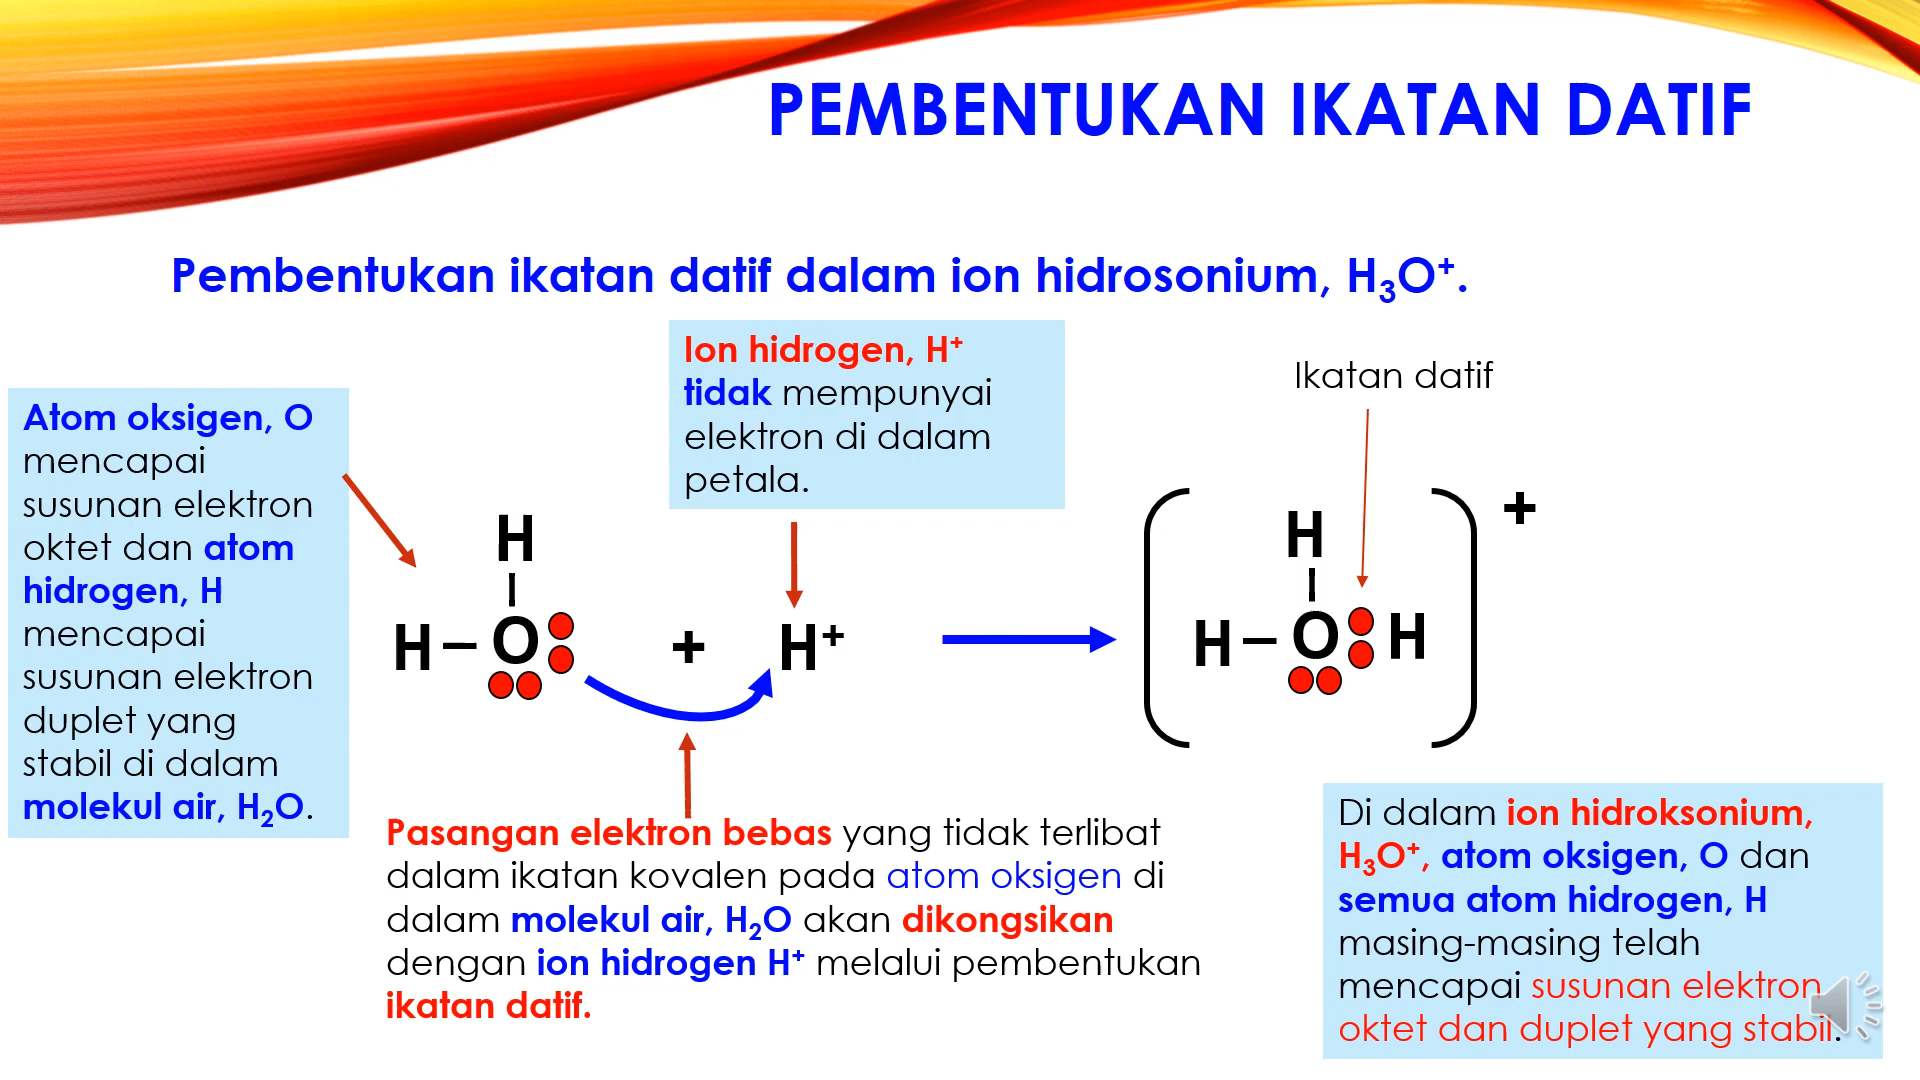 PEMBENTUKAN IKATAN DATIF
Pembentukan ikatan datif dalam ion hidrosonium, H₃O⁺.
Atom oksigen, O
mencapai
susunan elektron
oktet dan atom
hidrogen, H
mencapai
susunan elektron
duplet yang
stabil di dalam
molekul air, H₂O.
Ion hidrogen, H⁺
tidak mempunyai
elektron di dalam
petala.
Ikatan datif
H
H – O
+
H⁺
H
H – O H
+
Pasangan elektron bebas yang tidak terlibat
dalam ikatan kovalen pada atom oksigen di
dalam molekul air, H₂O akan dikongsikan
dengan ion hidrogen H⁺ melalui pembentukan
ikatan datif.
Di dalam ion hidroksonium,
H₃O⁺, atom oksigen, O dan
semua atom hidrogen, H
masing-masing telah
mencapai susunan elektron
oktet dan duplet yang stabil.